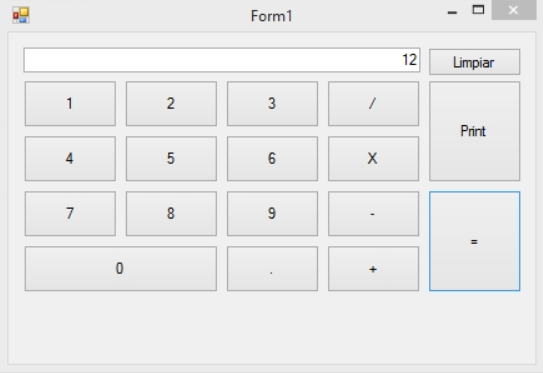 Form1
12 Limpiar
1 2 3 / Print
4 5 6 X
7 8 9 - =
0 . +